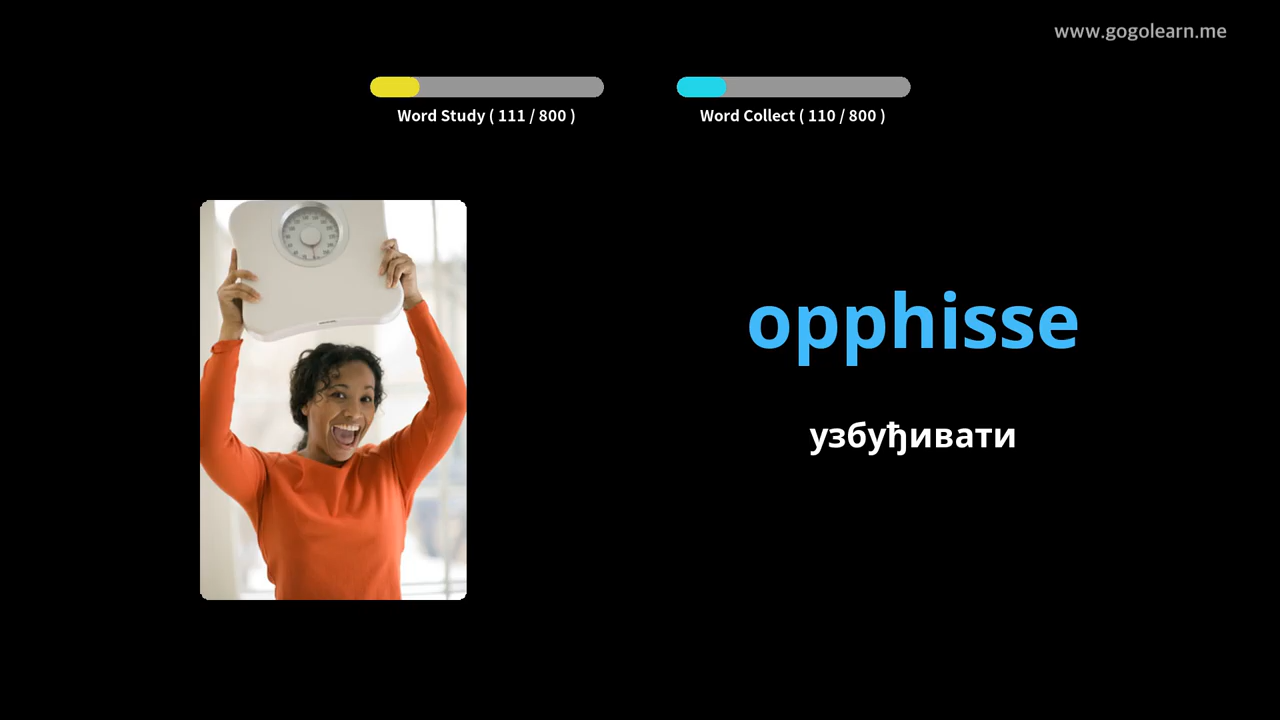 www.gogolearn.me
Word Study ( 111 / 800 )
Word Collect ( 110 / 800 )
opphisse
узбуђивати